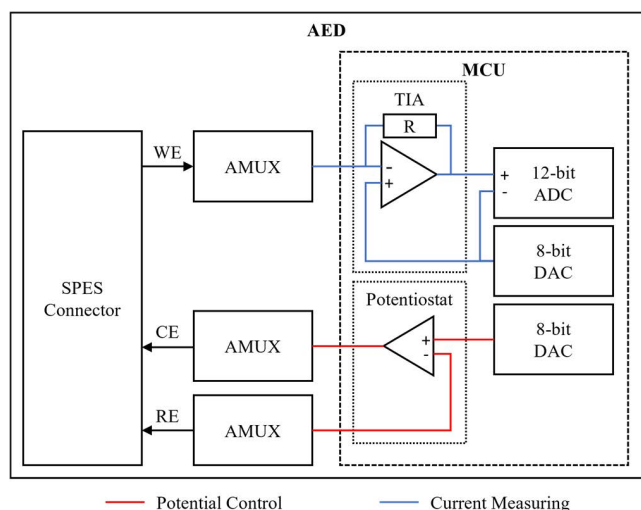 AED
MCU
TIA
R
WE
AMUX
-
+
+
-
12-bit
ADC
8-bit
DAC
SPES
Connector
Potentiostat
CE
AMUX
+
-
8-bit
DAC
RE
AMUX
Potential Control
Current Measuring